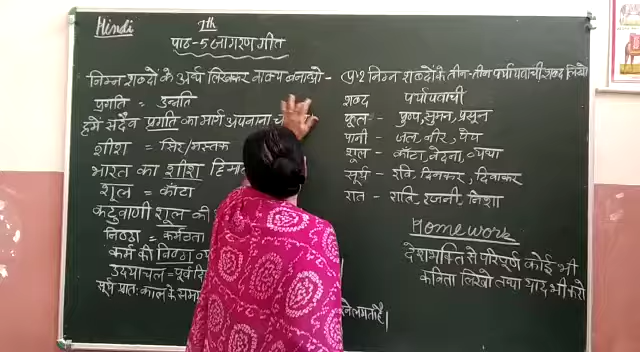 Hindi
7th
पाठ-5 जागरण गीत
निम्न शब्दों के अर्थ लिखकर वाक्य बनाओ -
प्रगति = उन्नति
हमें सदैव प्रगति का मार्ग अपनाना
शीश = सिर/मस्तक
भारत का शीश
शूल = काँटा
कटुवाणी शूल की
निष्ठा = कर्मठता
कर्म की निष्ठा
उदयाचल = पूर्व
सूर्य प्रातः काल के
प्र.2 निम्न शब्दों के तीन-तीन पर्यायवाची शब्द लिखो
शब्द पर्यायवाची
फूल - पुष्प, सुमन, प्रसून
पानी - जल, नीर, पेय
शूल - काँटा, वेदना, व्यथा
सूर्य - रवि, दिनकर, दिवाकर
रात - रात्रि, रजनी, निशा
Homework
देशभक्ति से परिपूर्ण कोई भी
कविता लिखो तथा याद भी करो